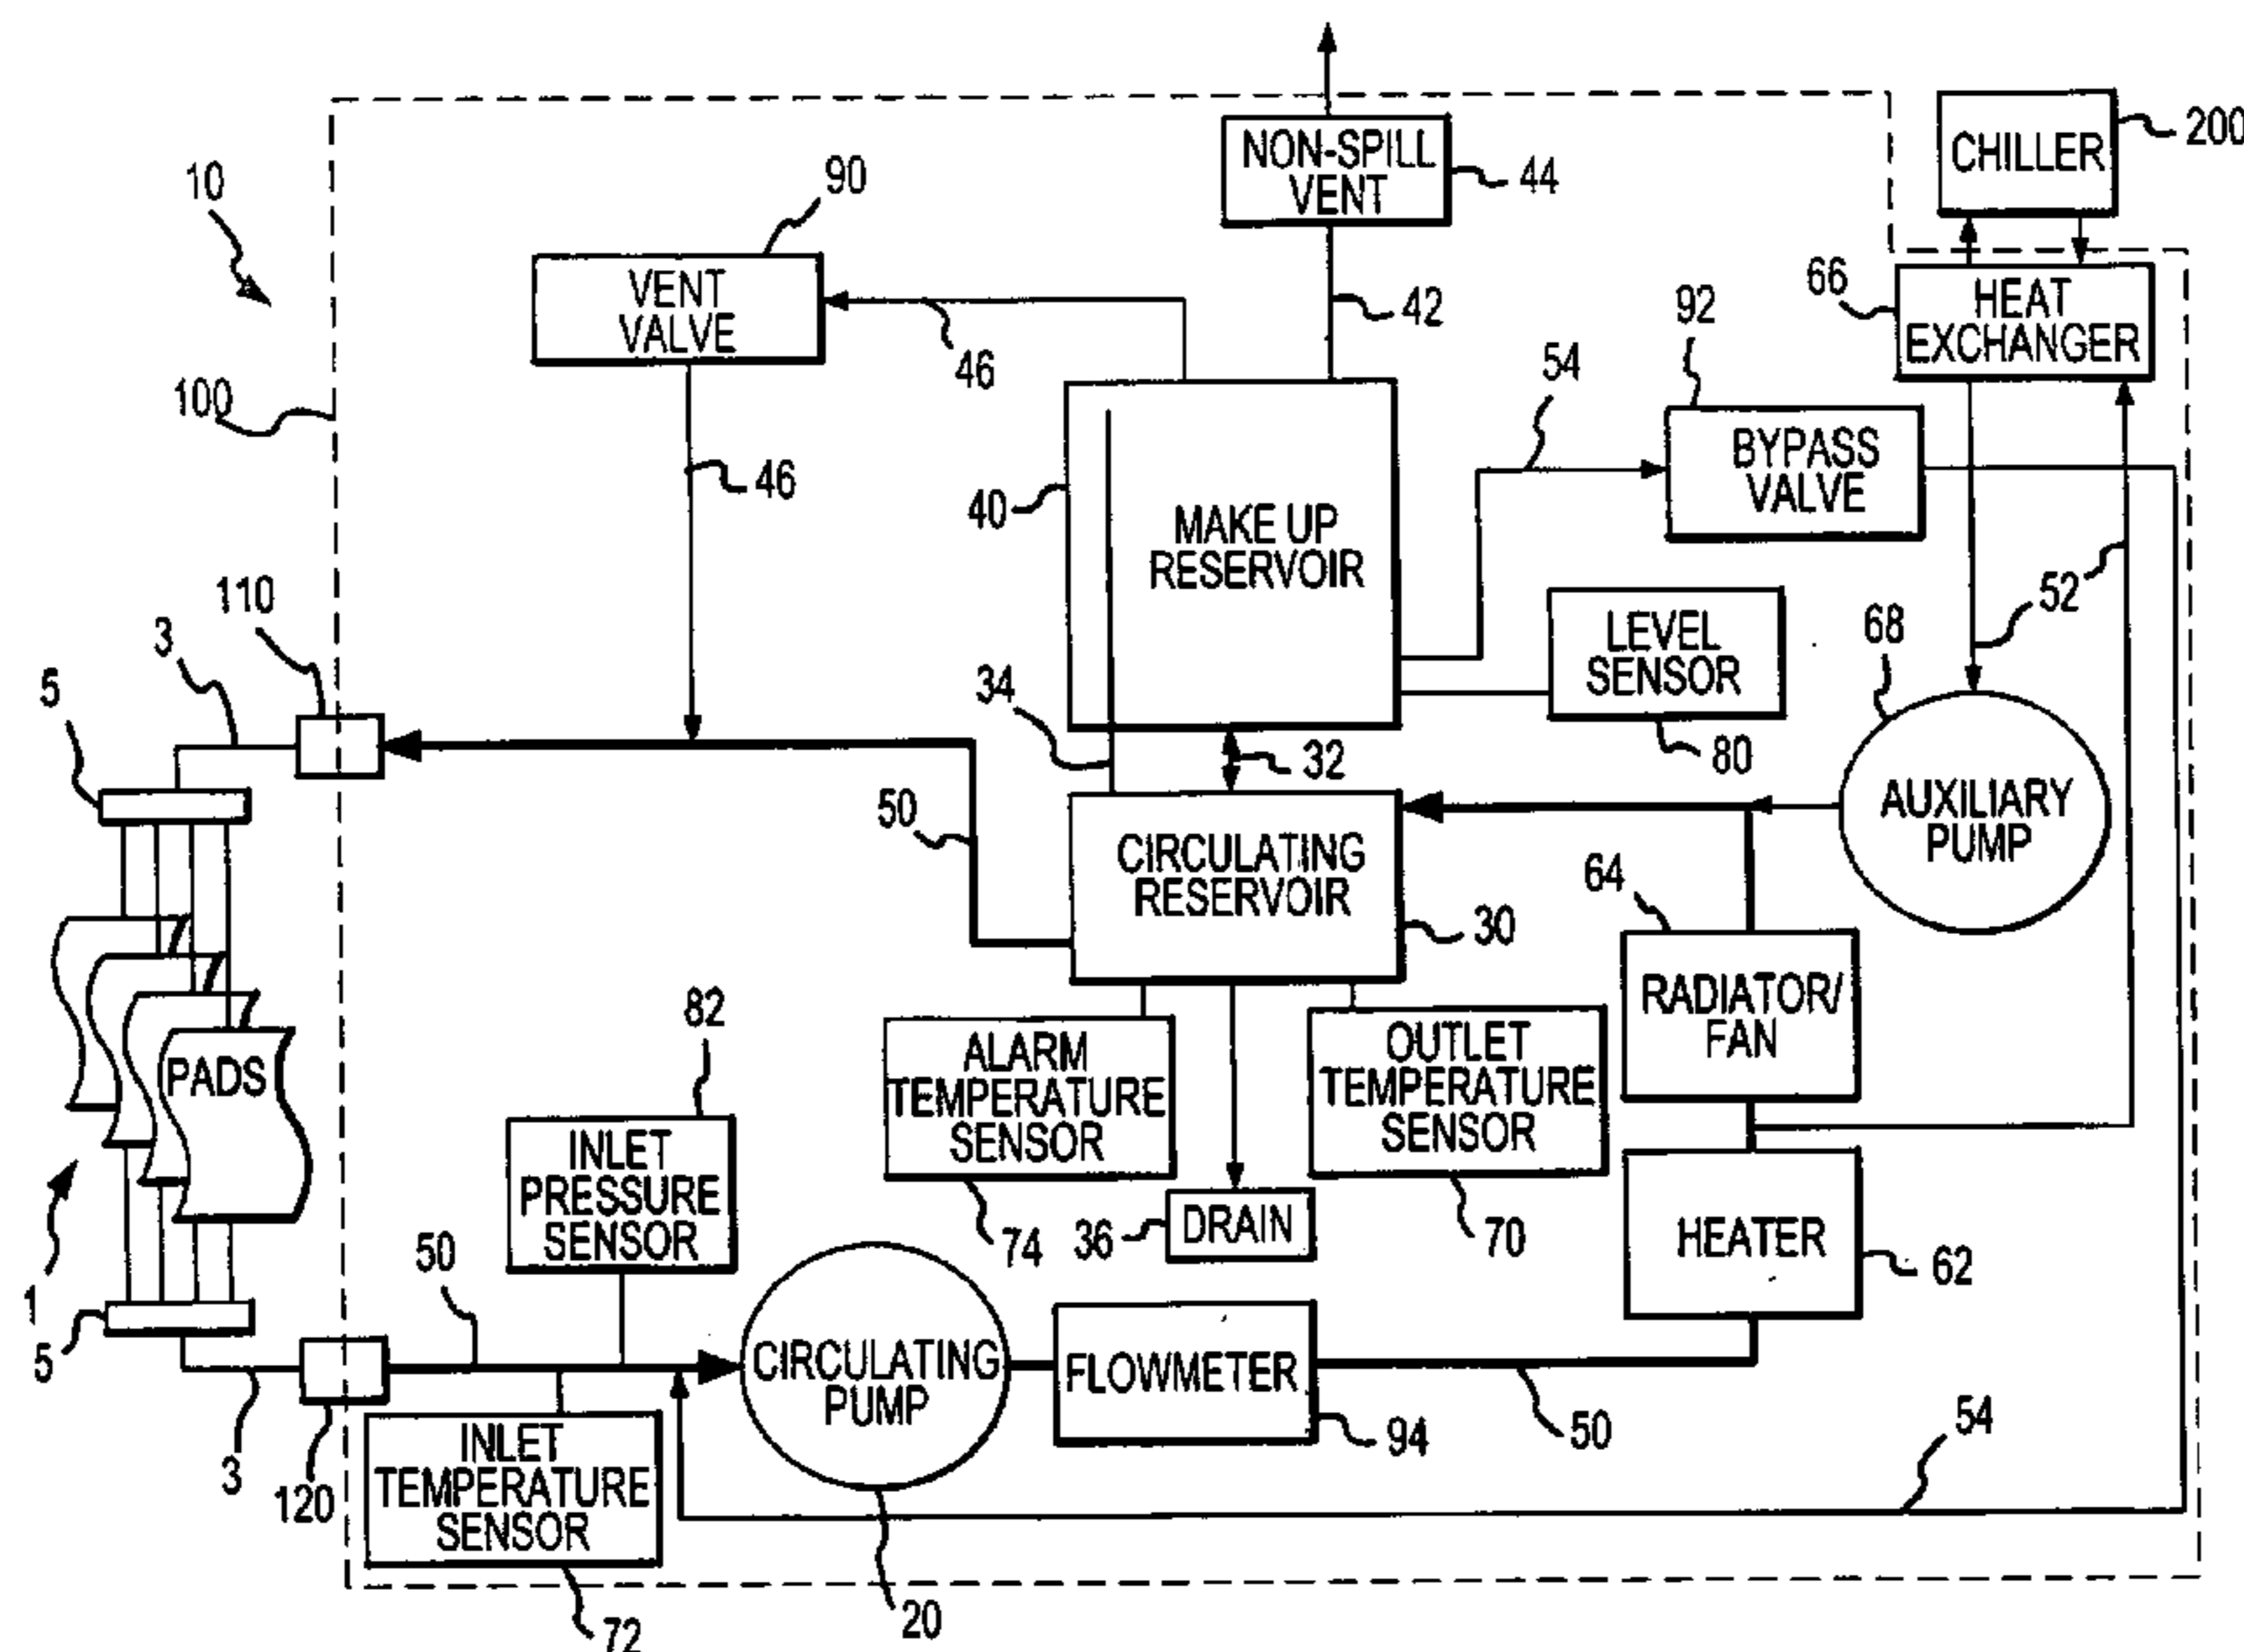 NON-SPILL
VENT
44
CHILLER
200
10
90
VENT
VALVE
46
42
66
HEAT
EXCHANGER
92
54
BYPASS
VALVE
100
46
40
MAKE UP
RESERVOIR
52
110
3
5
LEVEL
SENSOR
80
68
34
32
AUXILIARY
PUMP
50
CIRCULATING
RESERVOIR
30
64
RADIATOR/
FAN
PADS
82
ALARM
TEMPERATURE
SENSOR
74
OUTLET
TEMPERATURE
SENSOR
70
INLET
PRESSURE
SENSOR
36
DRAIN
HEATER
62
1
5
50
3
120
CIRCULATING
PUMP
20
FLOWMETER
94
50
54
INLET
TEMPERATURE
SENSOR
72